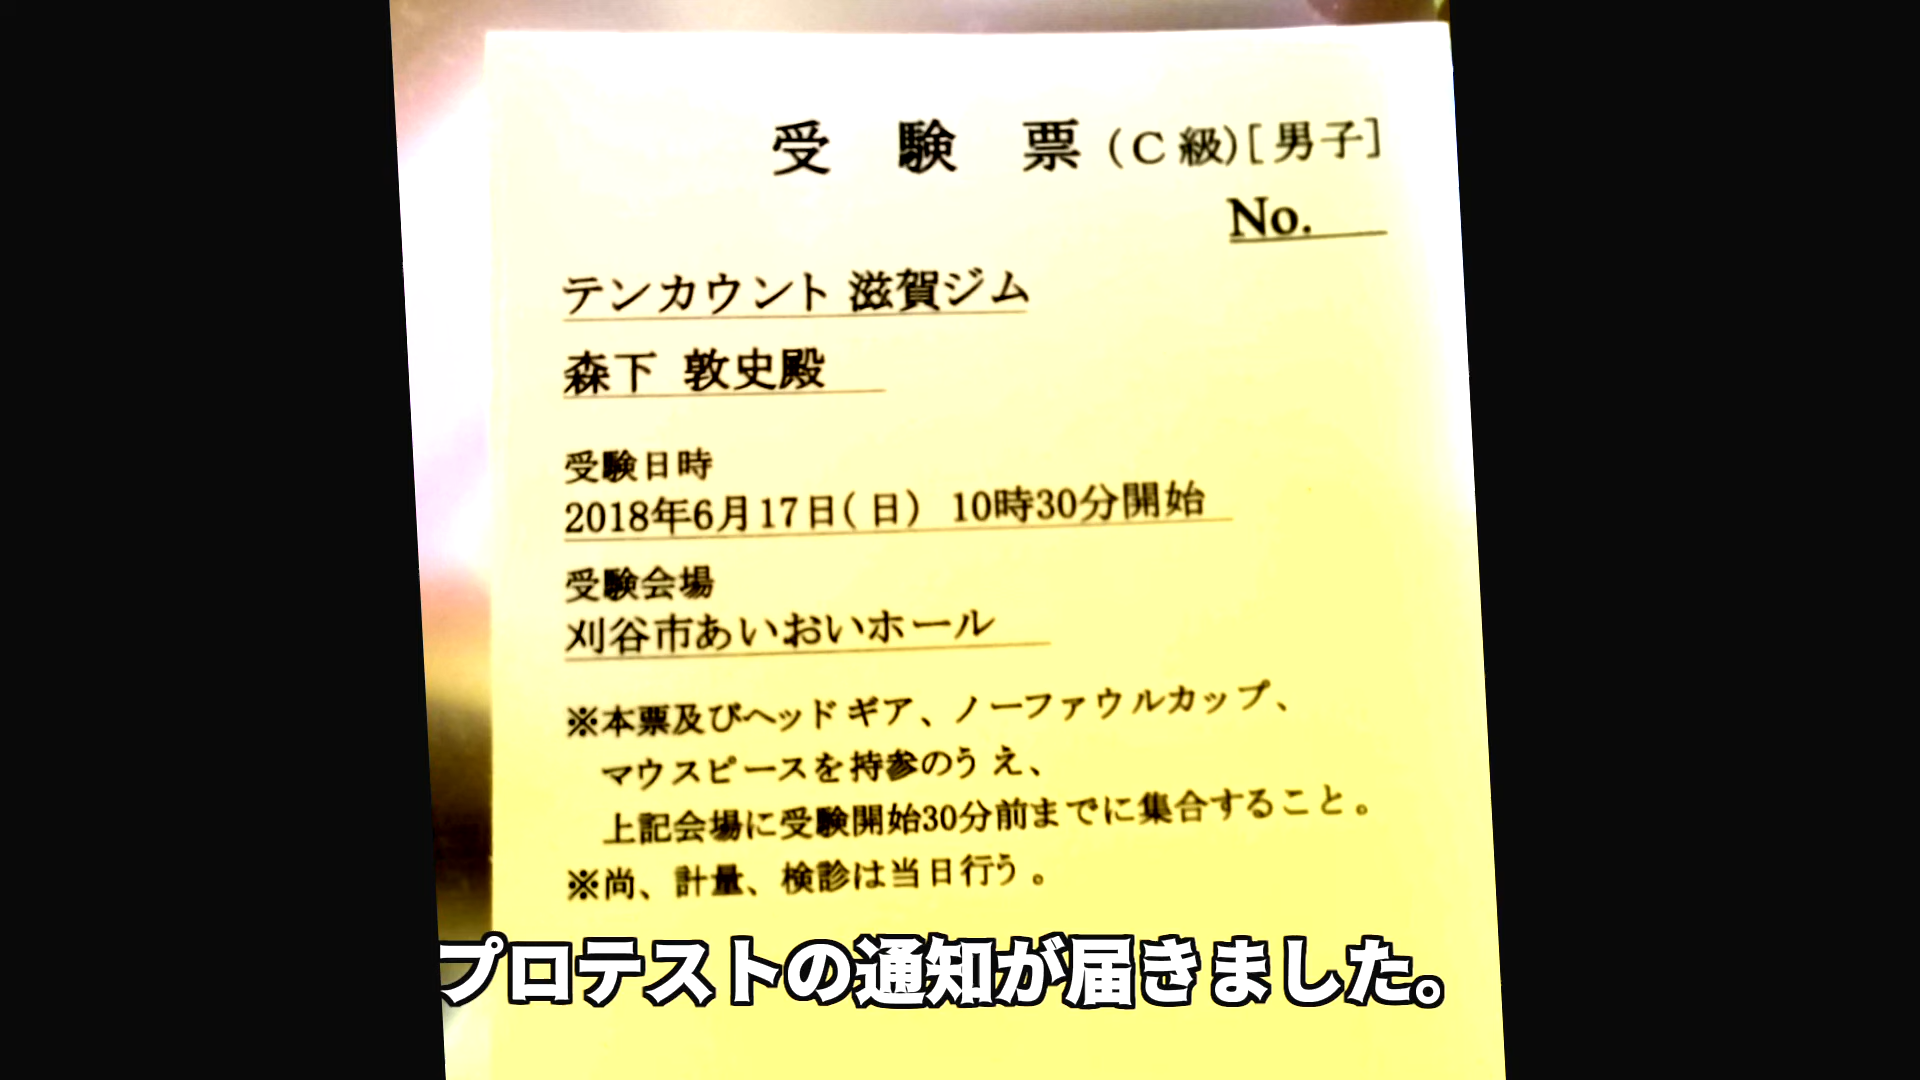 受験票(C級)[男子]
No.
テンカウント滋賀ジム
森下 敦史殿
受験日時
2018年6月17日(日) 10時30分開始
受験会場
刈谷市あいおいホール
※本票及びヘッドギア、ノーファウルカップ、
マウスピースを持参のうえ、
上記会場に受験開始30分前までに集合すること。
※尚、計量、検診は当日行う。
プロテストの通知が届きました。